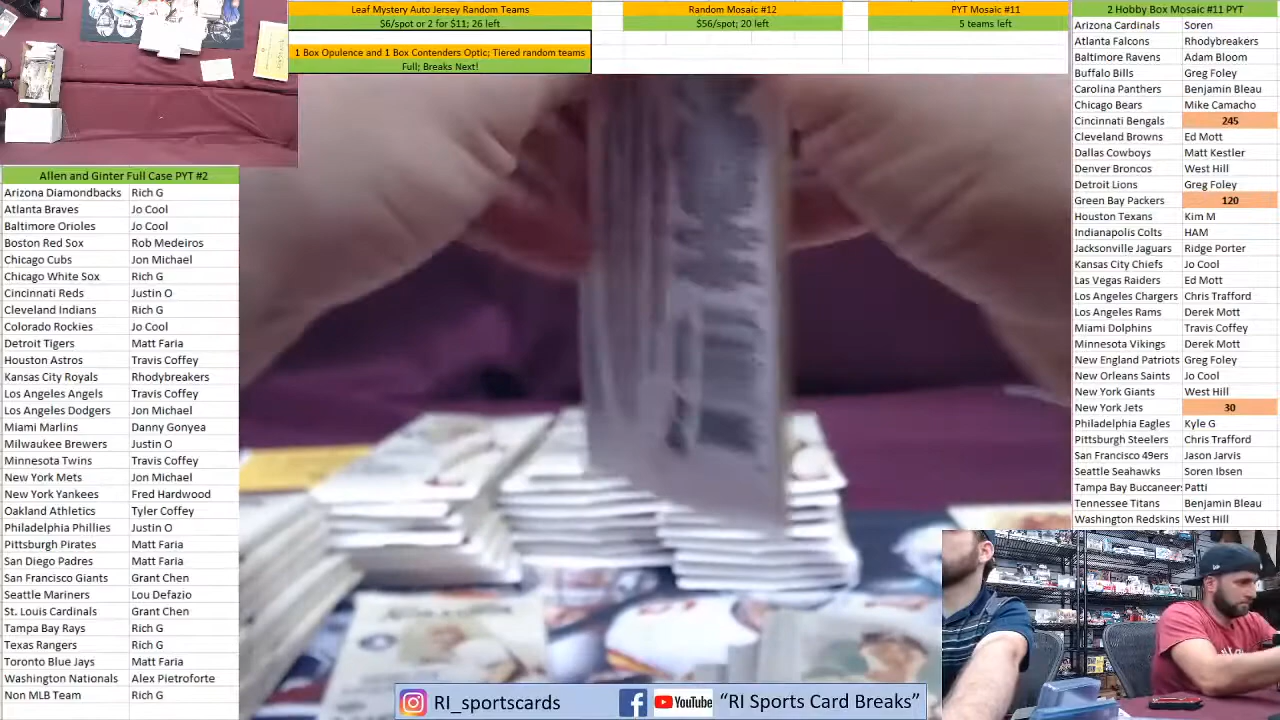 Leaf Mystery Auto Jersey Random Teams
$6/spot or 2 for $11; 26 left
1 Box Opulence and 1 Box Contenders Optic; Tiered random teams
Full; Breaks Next!
Random Mosaic #12
$56/spot; 20 left
PYT Mosaic #11
5 teams left
2 Hobby Box Mosaic #11 PYT
Arizona Cardinals Soren
Atlanta Falcons Rhodybreakers
Baltimore Ravens Adam Bloom
Buffalo Bills Greg Foley
Carolina Panthers Benjamin Bleau
Chicago Bears Mike Camacho
Cincinnati Bengals 245
Cleveland Browns Ed Mott
Dallas Cowboys Matt Kestler
Denver Broncos West Hill
Detroit Lions Greg Foley
Green Bay Packers 120
Houston Texans Kim M
Indianapolis Colts HAM
Jacksonville Jaguars Ridge Porter
Kansas City Chiefs Jo Cool
Las Vegas Raiders Ed Mott
Los Angeles Chargers Chris Trafford
Los Angeles Rams Derek Mott
Miami Dolphins Travis Coffey
Minnesota Vikings Derek Mott
New England Patriots Greg Foley
New Orleans Saints Jo Cool
New York Giants West Hill
New York Jets 30
Philadelphia Eagles Kyle G
Pittsburgh Steelers Chris Trafford
San Francisco 49ers Jason Jarvis
Seattle Seahawks Soren Ibsen
Tampa Bay Buccaneer Patti
Tennessee Titans Benjamin Bleau
Washington Redskins West Hill
Allen and Ginter Full Case PYT #2
Arizona Diamondbacks Rich G
Atlanta Braves Jo Cool
Baltimore Orioles Jo Cool
Boston Red Sox Rob Medeiros
Chicago Cubs Jon Michael
Chicago White Sox Rich G
Cincinnati Reds Justin O
Cleveland Indians Rich G
Colorado Rockies Jo Cool
Detroit Tigers Matt Faria
Houston Astros Travis Coffey
Kansas City Royals Rhodybreakers
Los Angeles Angels Travis Coffey
Los Angeles Dodgers Jon Michael
Miami Marlins Danny Gonyea
Milwaukee Brewers Justin O
Minnesota Twins Travis Coffey
New York Mets Jon Michael
New York Yankees Fred Hardwood
Oakland Athletics Tyler Coffey
Philadelphia Phillies Justin O
Pittsburgh Pirates Matt Faria
San Diego Padres Matt Faria
San Francisco Giants Grant Chen
Seattle Mariners Lou Defazio
St. Louis Cardinals Grant Chen
Tampa Bay Rays Rich G
Texas Rangers Rich G
Toronto Blue Jays Matt Faria
Washington Nationals Alex Pietroforte
Non MLB Team Rich G
RI_sportscards
YouTube
“RI Sports Card Breaks”